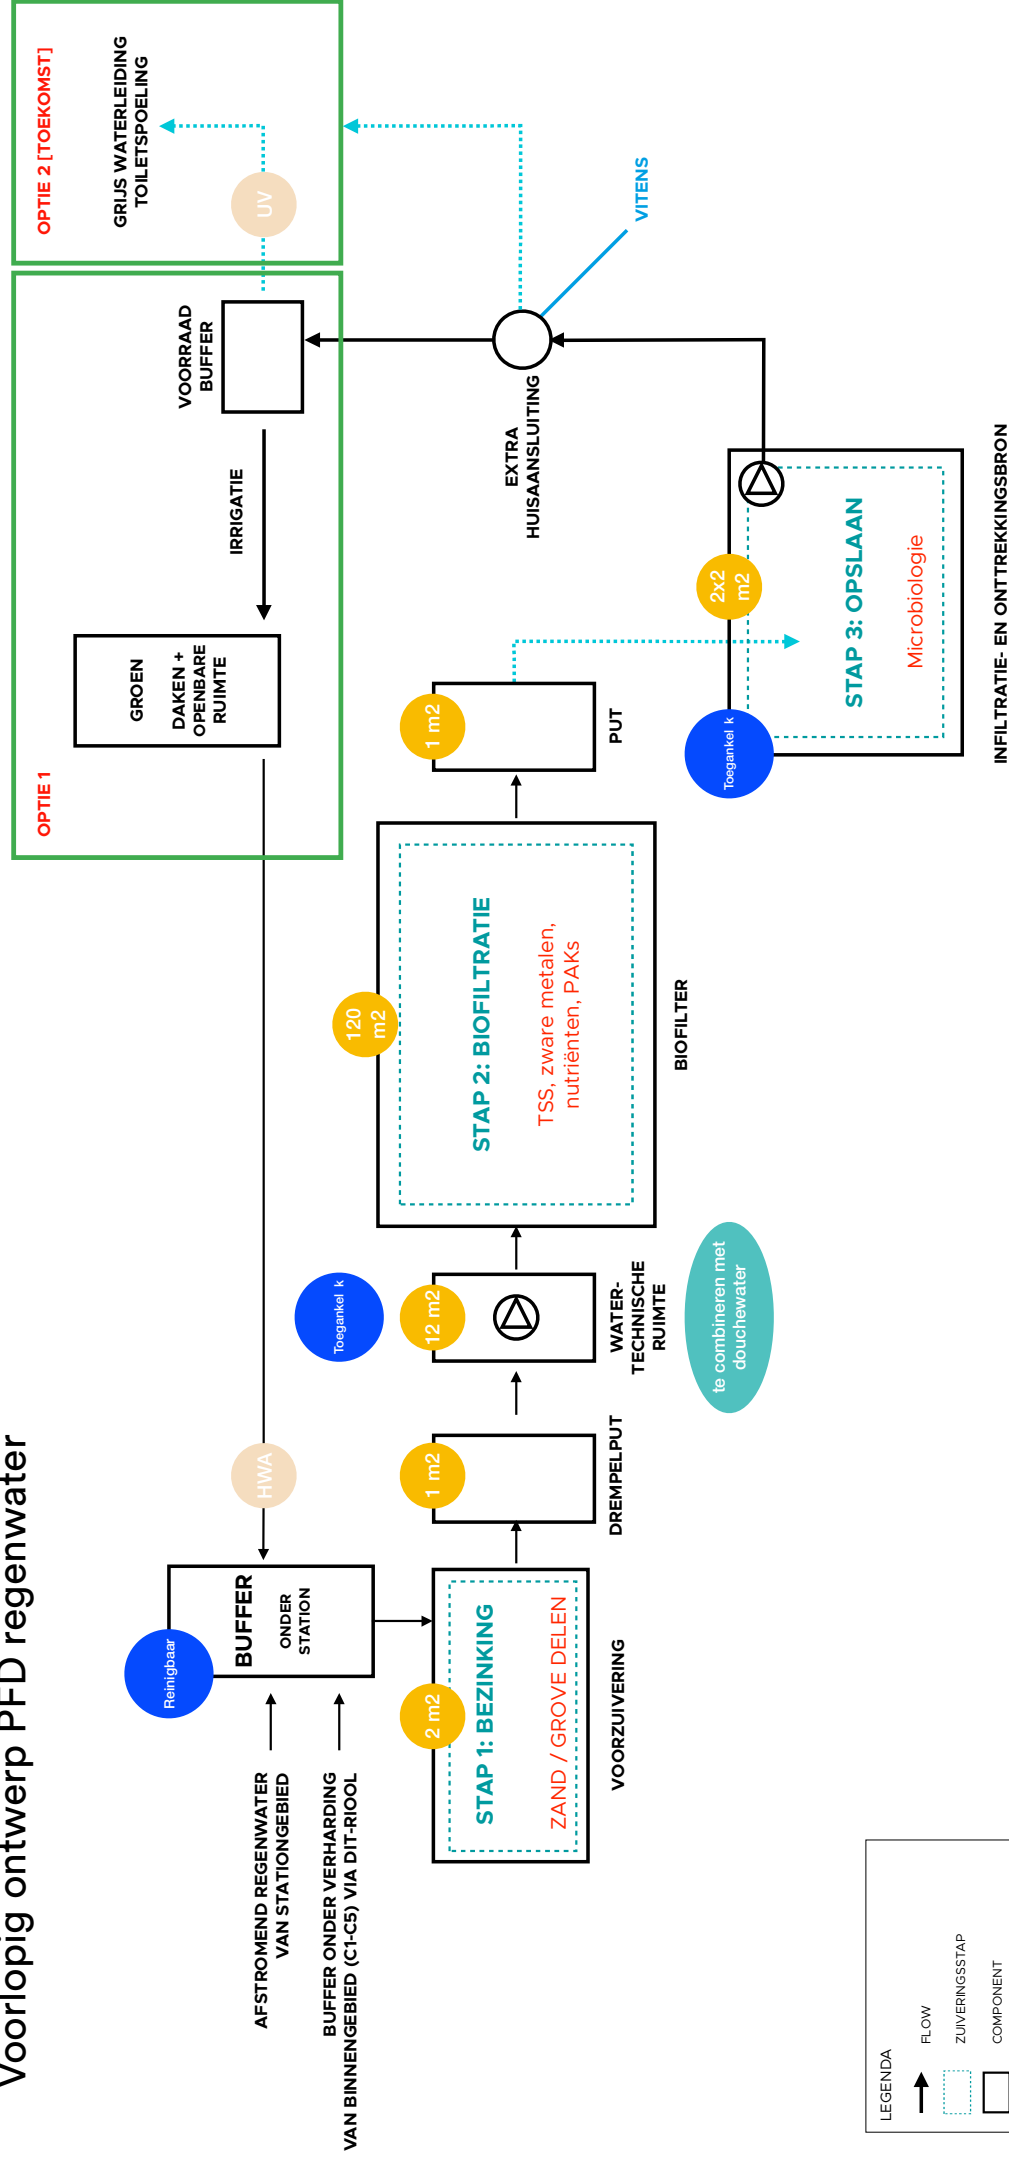 Voorlopig ontwerp PFD regenwater
AFSTROMEND REGENWATER
VAN STATIONGEBIED
BUFFER ONDER VERHARDING
VAN BINNENGEBIED (C1-C5) VIA DIT-RIOOL
Reinigbaar
BUFFER
ONDER
STATION
HWA
2 m2
STAP 1: BEZINKING
ZAND / GROVE DELEN
VOORZUIVERING
1 m2
DREMPELPUT
Toegankel k
12 m2
WATER-
TECHNISCHE
RUIMTE
te combineren met
douchewater
120
m2
STAP 2: BIOFILTRATIE
TSS, zware metalen,
nutriënten, PAKs
BIOFILTER
1 m2
PUT
Toegankel k
2x2
m2
STAP 3: OPSLAAN
Microbiologie
INFILTRATIE- EN ONTTREKKINGSBRON
EXTRA
HUISAANSLUITING
VITENS
OPTIE 1
GROEN
DAKEN +
OPENBARE
RUIMTE
IRRIGATIE
VOORRAAD
BUFFER
OPTIE 2 [TOEKOMST]
GRIJS WATERLEIDING
TOILETSPOELING
UV
LEGENDA
FLOW
ZUIVERINGSSTAP
COMPONENT